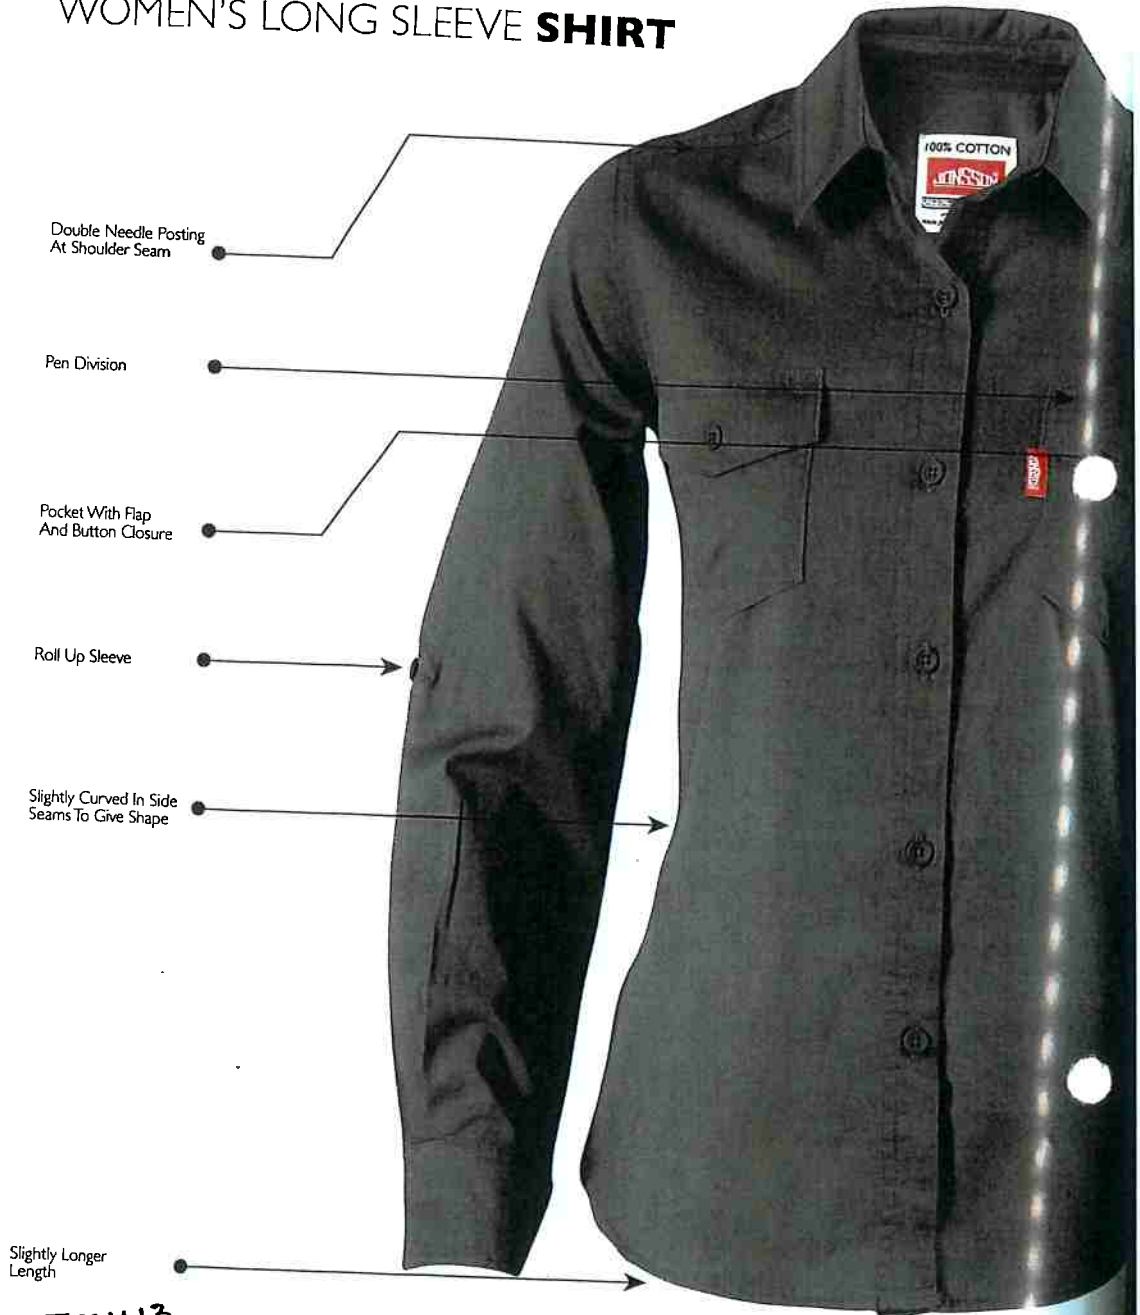 WOMEN'S LONG SLEEVE SHIRT
100% COTTON
JONSSON
Double Needle Posting
At Shoulder Seam
Pen Division
Pocket With Flap
And Button Closure
Roll Up Sleeve
Slightly Curved In Side
Seams To Give Shape
Slightly Longer
Length